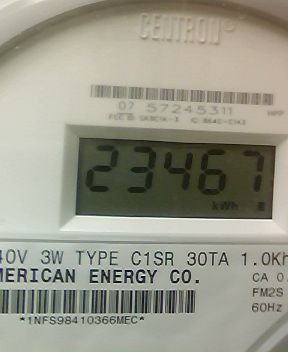 CENTRON
07 57245311
23467
kWh
40V 3W TYPE C1SR 30TA 1.0Kh
MERICAN ENERGY CO.
CA 0.
FM2S
60Hz
*1NFS98410366MEC*